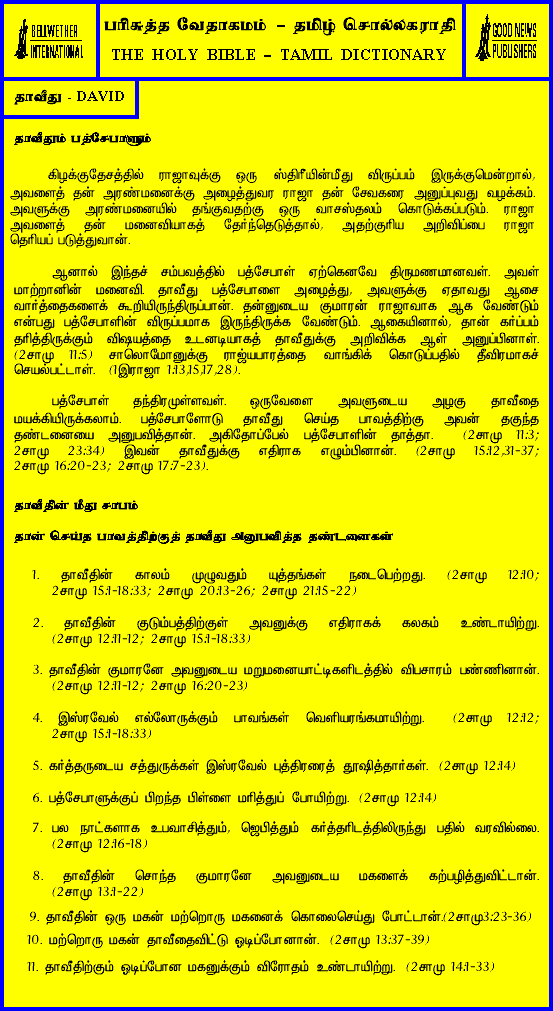 BELLWETHER
INTERNATIONAL
பரிசுத்த வேதாகமம் – தமிழ் சொல்லகராதி
THE HOLY BIBLE – TAMIL DICTIONARY
GOOD NEWS
PUBLISHERS
தாவீது - DAVID
தாவீதும் பத்சேபாளும்
கிழக்குதேசத்தில் ராஜாவுக்கு ஒரு ஸ்திரீயின்மீது விருப்பம் இருக்குமென்றால்,
அவளைத் தன் அரண்மனைக்கு அழைத்துவர ராஜா தன் சேவகரை அனுப்புவது வழக்கம்.
அவளுக்கு அரண்மனையில் தங்குவதற்கு ஒரு வாசஸ்தலம் கொடுக்கப்படும். ராஜா
அவளைத் தன் மனைவியாகத் தேர்ந்தெடுத்தால், அதற்குரிய அறிவிப்பை ராஜா
தெரியப் படுத்துவான்.
ஆனால் இந்தச் சம்பவத்தில் பத்சேபாள் ஏற்கெனவே திருமணமானவள். அவள்
மாற்றானின் மனைவி. தாவீது பத்சேபாளை அழைத்து, அவளுக்கு ஏதாவது ஆசை
வார்த்தைகளைக் கூறியிருந்திருப்பான். தன்னுடைய குமாரன் ராஜாவாக ஆக வேண்டும்
என்பது பத்சேபாளின் விருப்பமாக இருந்திருக்க வேண்டும். ஆகையினால், தான் கர்ப்பம்
தரித்திருக்கும் விஷயத்தை உடனடியாகத் தாவீதுக்கு அறிவிக்க ஆள் அனுப்பினாள்.
(2சாமு 11:5) சாலொமோனுக்கு ராஜ்யபாரத்தை வாங்கிக் கொடுப்பதில் தீவிரமாகச்
செயல்பட்டாள். (1இராஜா 1:13,15,17,28).
பத்சேபாள் தந்திரமுள்ளவள். ஒருவேளை அவளுடைய அழகு தாவீதை
மயக்கியிருக்கலாம். பத்சேபாளோடு தாவீது செய்த பாவத்திற்கு அவன் தகுந்த
தண்டனையை அனுபவித்தான். அகிதோப்பேல் பத்சேபாளின் தாத்தா. (2சாமு 11:3;
2சாமு 23:34) இவன் தாவீதுக்கு எதிராக எழும்பினான். (2சாமு 15:12,31-37;
2சாமு 16:20-23; 2சாமு 17:7-23).
தாவீதின் மீது சாபம்
தான் செய்த பாவத்திற்குத் தாவீது அனுபவித்த தண்டனைகள்
1. தாவீதின் காலம் முழுவதும் யுத்தங்கள் நடைபெற்றது. (2சாமு 12:10;
2சாமு 15:1-18:33; 2சாமு 20:13-26; 2சாமு 21:15-22)
2. தாவீதின் குடும்பத்திற்குள் அவனுக்கு எதிராகக் கலகம் உண்டாயிற்று.
(2சாமு 12:11-12; 2சாமு 15:1-18:33)
3. தாவீதின் குமாரனே அவனுடைய மறுமனையாட்டிகளிடத்தில் விபசாரம் பண்ணினான்.
(2சாமு 12:11-12; 2சாமு 16:20-23)
4. இஸ்ரவேல் எல்லோருக்கும் பாவங்கள் வெளியரங்கமாயிற்று. (2சாமு 12:12;
2சாமு 15:1-18:33)
5. கர்த்தருடைய சத்துருக்கள் இஸ்ரவேல் புத்திரரைத் தூஷித்தார்கள். (2சாமு 12:14)
6. பத்சேபாளுக்குப் பிறந்த பிள்ளை மரித்துப் போயிற்று. (2சாமு 12:14)
7. பல நாட்களாக உபவாசித்தும், ஜெபித்தும் கர்த்தரிடத்திலிருந்து பதில் வரவில்லை.
(2சாமு 12:16-18)
8. தாவீதின் சொந்த குமாரனே அவனுடைய மகளைக் கற்பழித்துவிட்டான்.
(2சாமு 13:1-22)
9. தாவீதின் ஒரு மகன் மற்றொரு மகனைக் கொலைசெய்து போட்டான்.(2சாமு3:23-36)
10. மற்றொரு மகன் தாவீதைவிட்டு ஓடிப்போனான். (2சாமு 13:37-39)
11. தாவீதிற்கும் ஓடிப்போன மகனுக்கும் விரோதம் உண்டாயிற்று. (2சாமு 14:1-33)